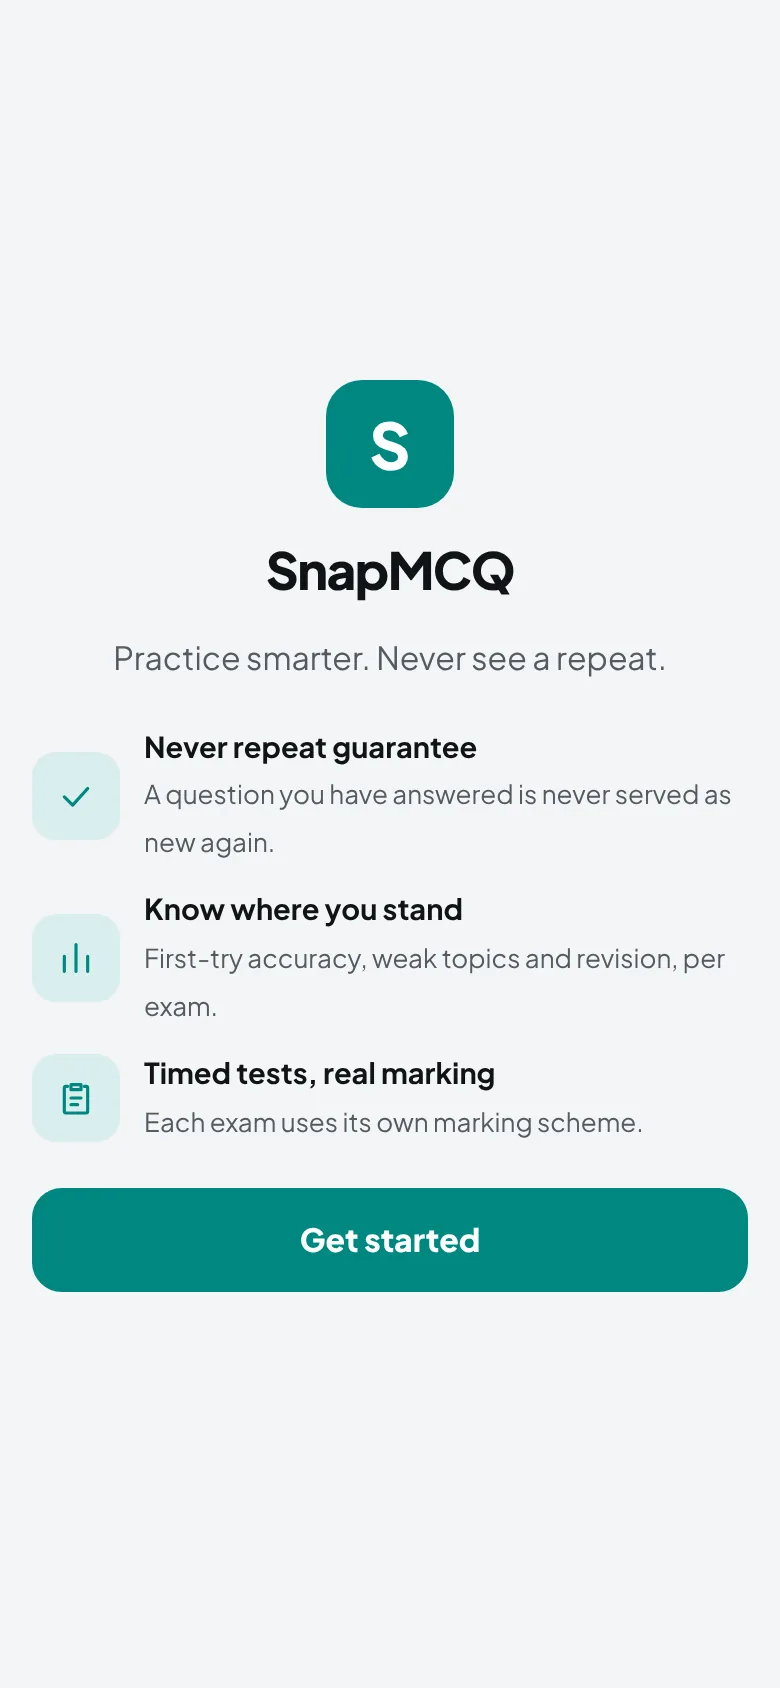 S
SnapMCQ
Practice smarter. Never see a repeat.
Never repeat guarantee
A question you have answered is never served as
new again.
Know where you stand
First-try accuracy, weak topics and revision, per
exam.
Timed tests, real marking
Each exam uses its own marking scheme.
Get started